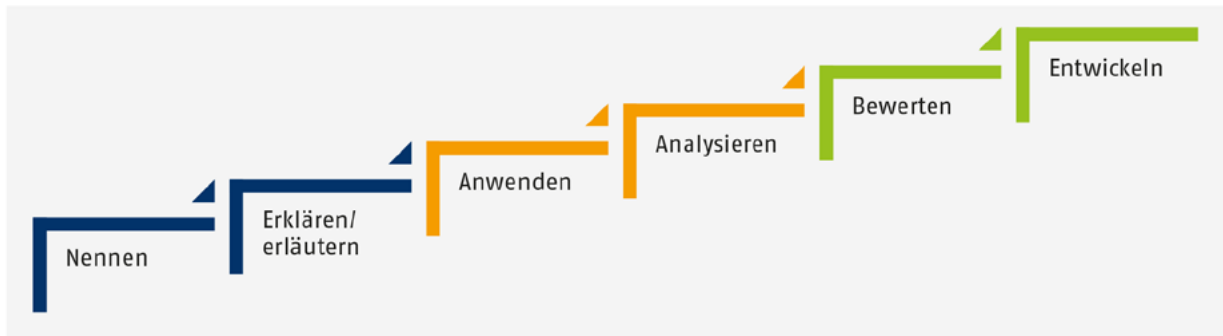 Nennen
Erklären/
erläutern
Anwenden
Analysieren
Bewerten
Entwickeln